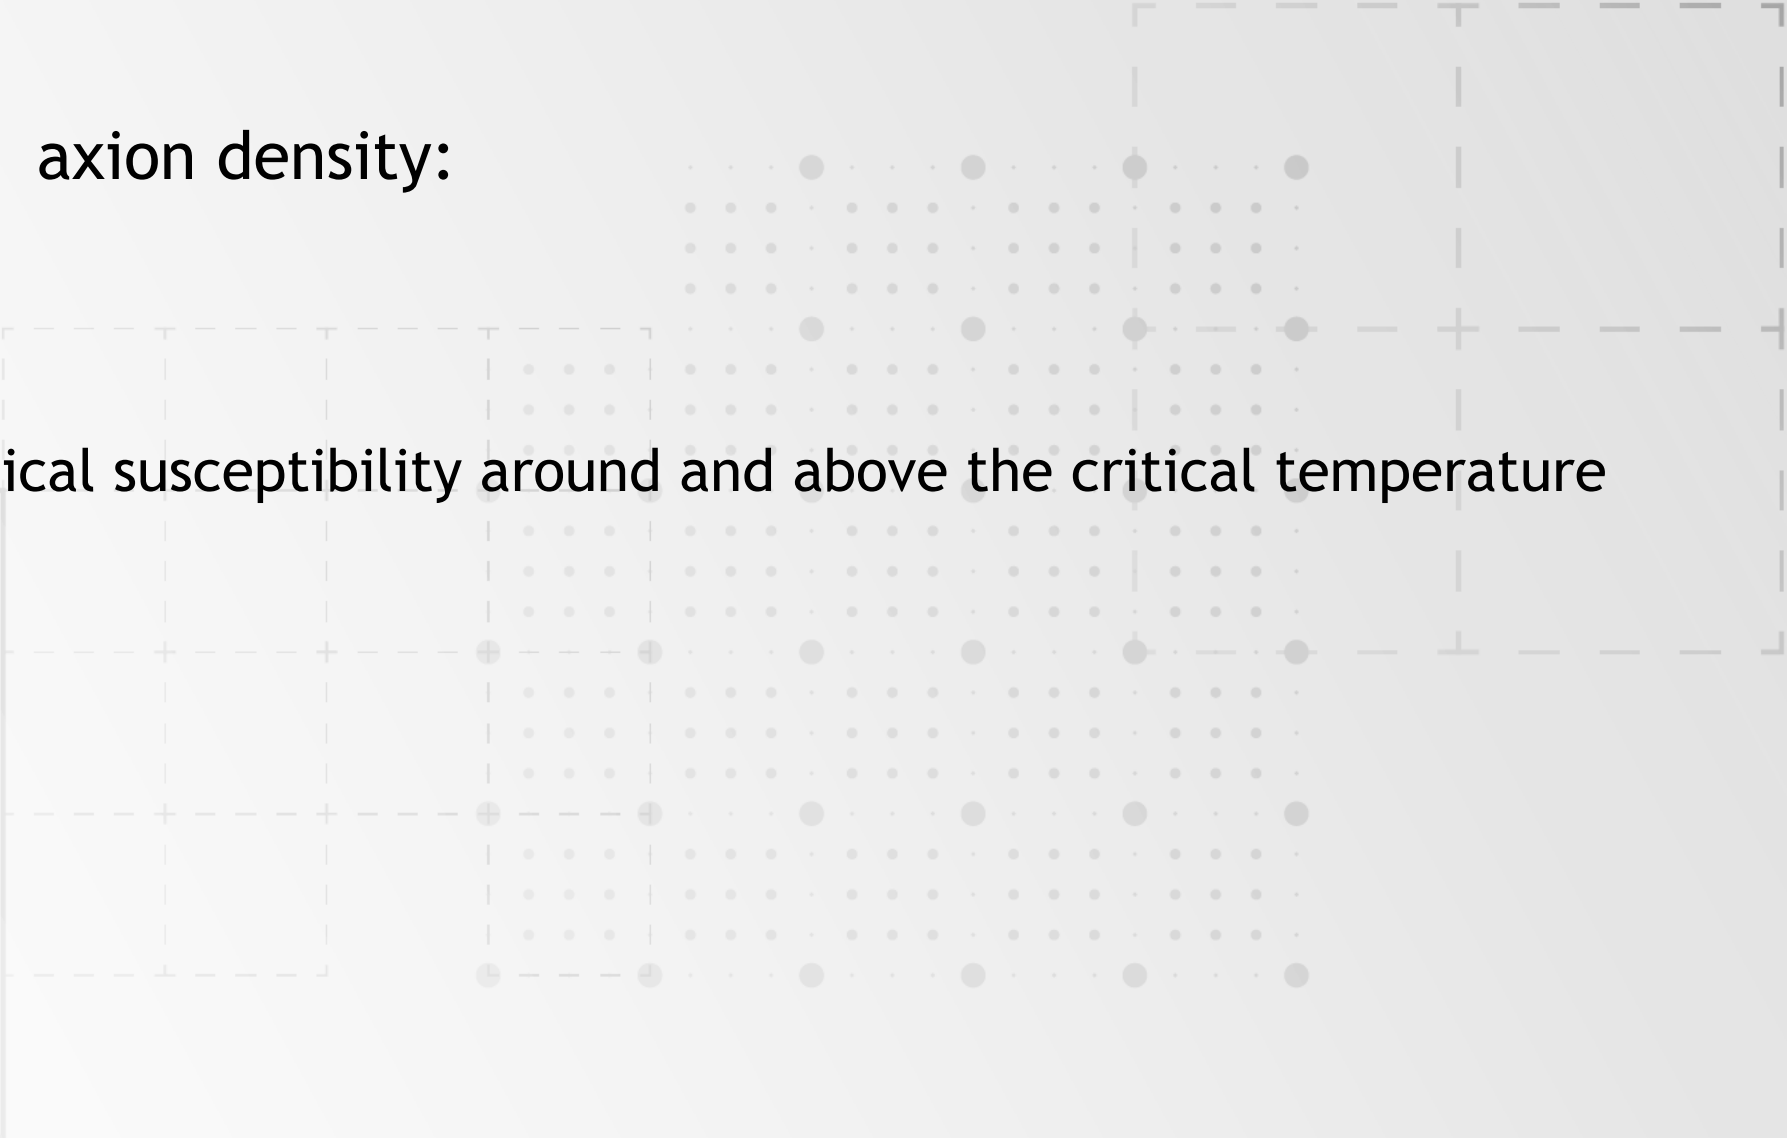 axion density:
ical susceptibility around and above the critical temperature